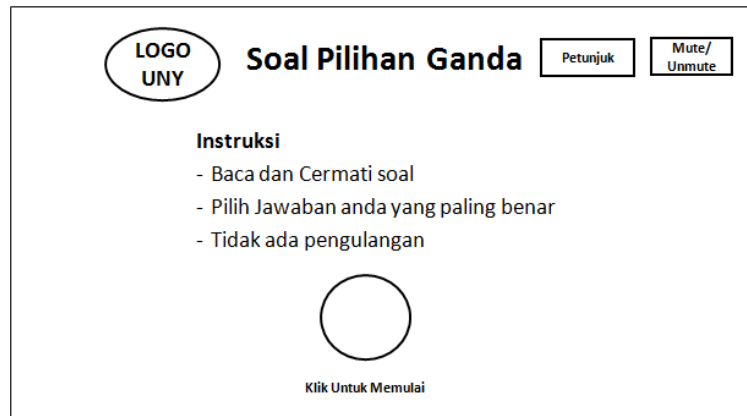 LOGO
UNY
Soal Pilihan Ganda
Petunjuk
Mute/
Unmute
Instruksi
- Baca dan Cermati soal
- Pilih Jawaban anda yang paling benar
- Tidak ada pengulangan
Klik Untuk Memulai